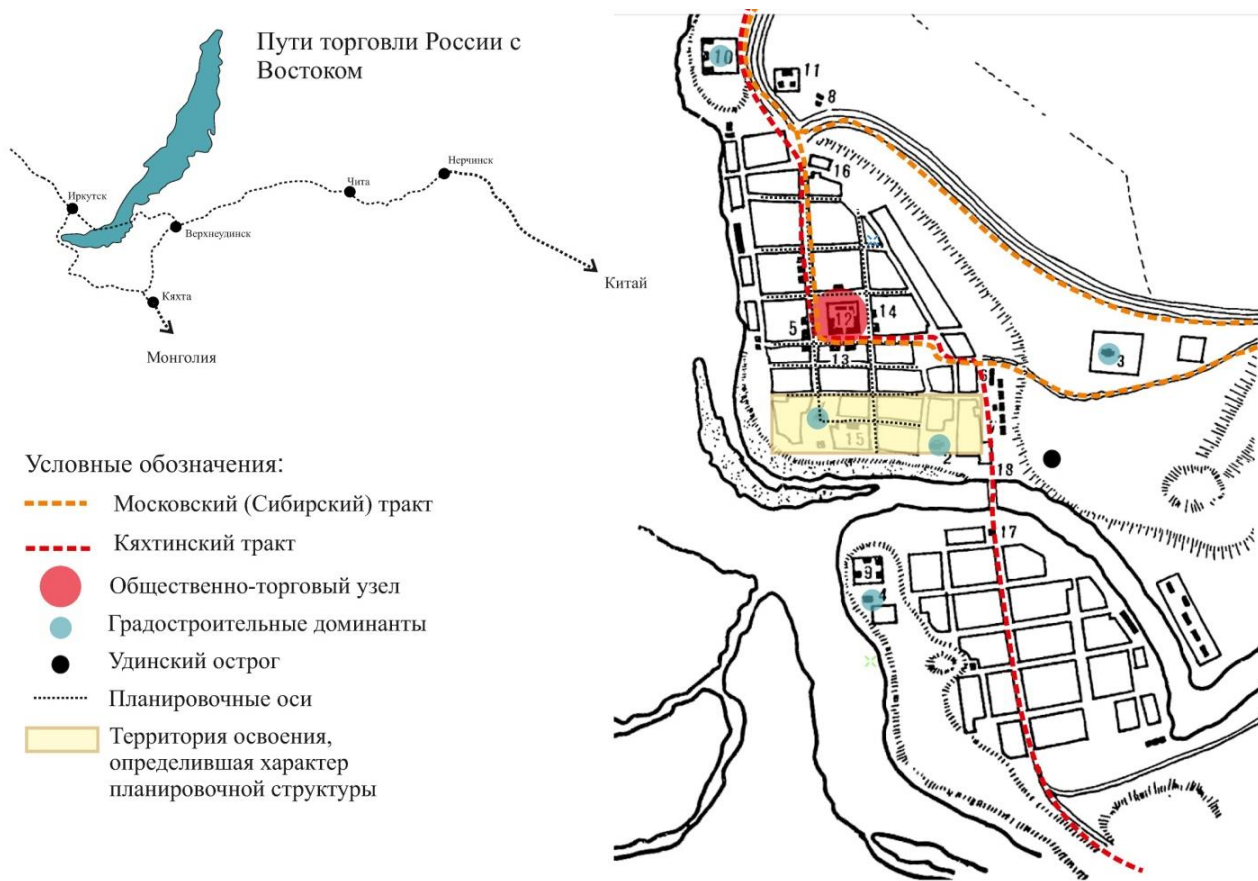 Пути торговли России с
Востоком
Нерчинск
Чита
Иркутск
Верхнеудинск
Китай
Кяхта
Монголия
Условные обозначения:
Московский (Сибирский) тракт
Кяхтинский тракт
Общественно-торговый узел
Градостроительные доминанты
Удинский острог
Планировочные оси
Территория освоения,
определившая характер
планировочной структуры
10
11
8
16
12
14
5
13
3
6
15
2
18
17
9
4